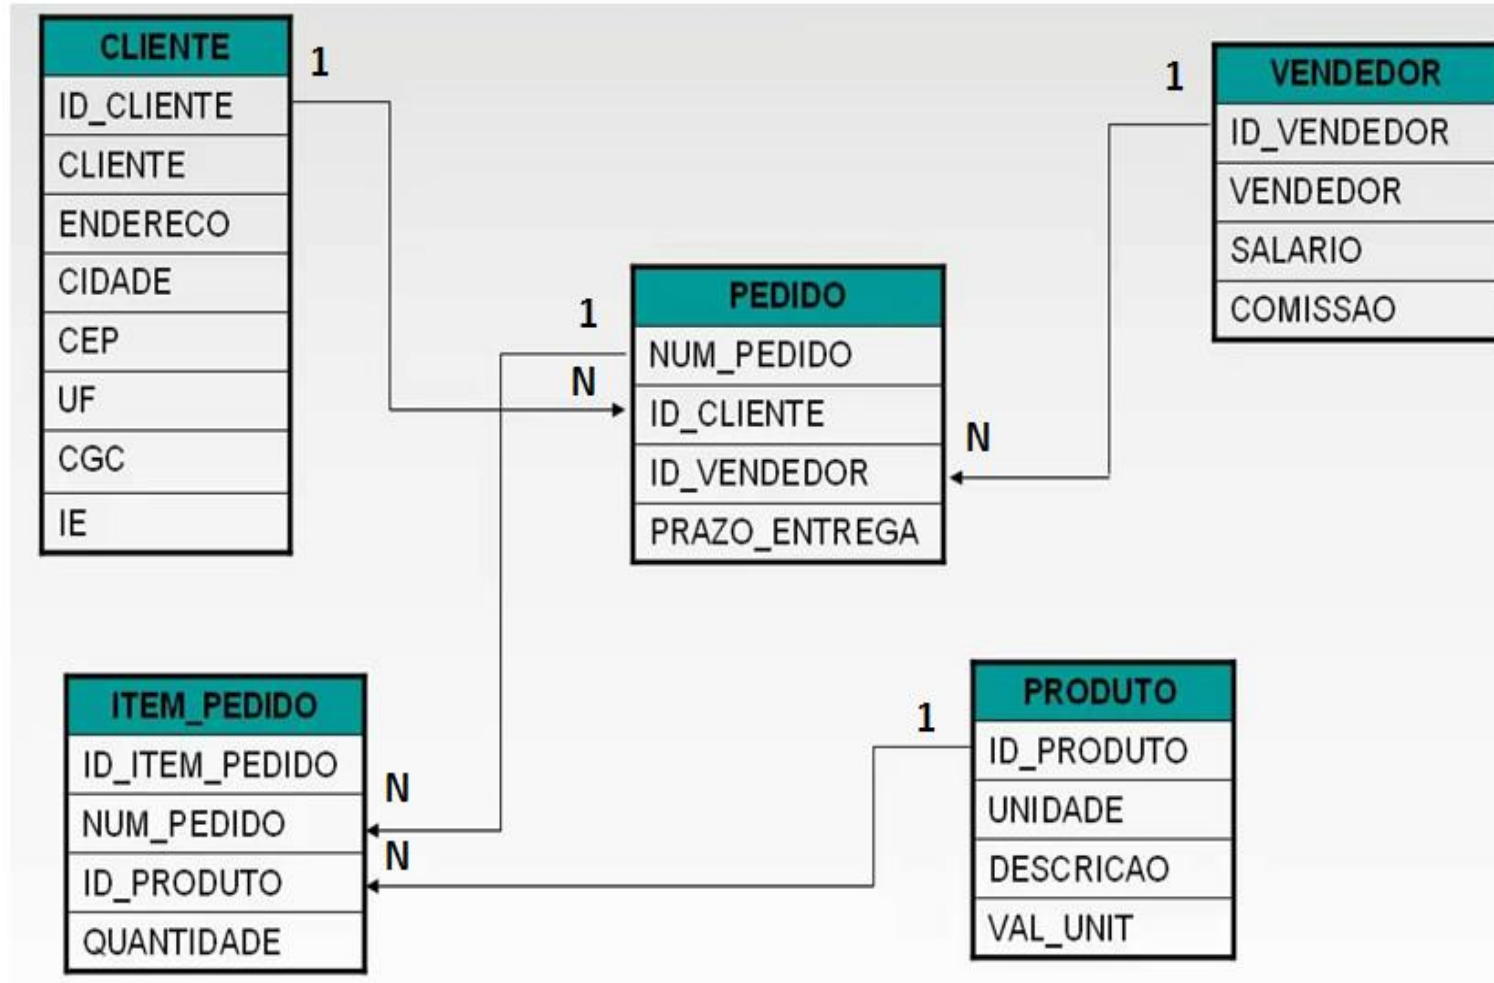 CLIENTE
ID_CLIENTE
CLIENTE
ENDERECO
CIDADE
CEP
UF
CGC
IE
1
1
VENDEDOR
ID_VENDEDOR
VENDEDOR
SALARIO
COMISSAO
1
N
PEDIDO
NUM_PEDIDO
ID_CLIENTE
ID_VENDEDOR
PRAZO_ENTREGA
N
ITEM_PEDIDO
ID_ITEM_PEDIDO
NUM_PEDIDO
ID_PRODUTO
QUANTIDADE
N
N
1
PRODUTO
ID_PRODUTO
UNIDADE
DESCRICAO
VAL_UNIT